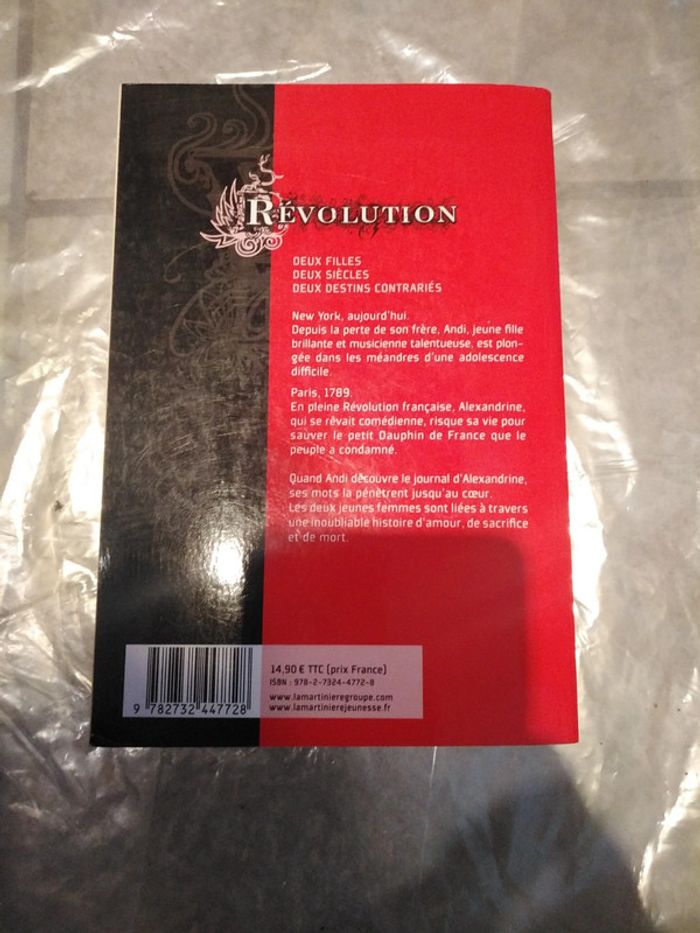 RÉVOLUTION
DEUX FILLES
DEUX SIÈCLES
DEUX DESTINS CONTRARIÉS
New York, aujourd'hui.
Depuis la perte de son frère, Andi, jeune fille
brillante et musicienne talentueuse, est plon-
gée dans les méandres d'une adolescence
difficile.
Paris, 1789.
En pleine Révolution française, Alexandrine,
qui se rêvait comédienne, risque sa vie pour
sauver le petit Dauphin de France que le
peuple a condamné.
Quand Andi découvre le journal d'Alexandrine,
ses mots la pénètrent jusqu'au cœur.
Les deux jeunes femmes sont liées à travers
une inoubliable histoire d'amour, de sacrifice
et de mort.
14,90 € TTC (prix France)
ISBN : 978-2-7324-4772-8
www.lamartinieregroupe.com
www.lamartinierejeunesse.fr
9 782732 447728